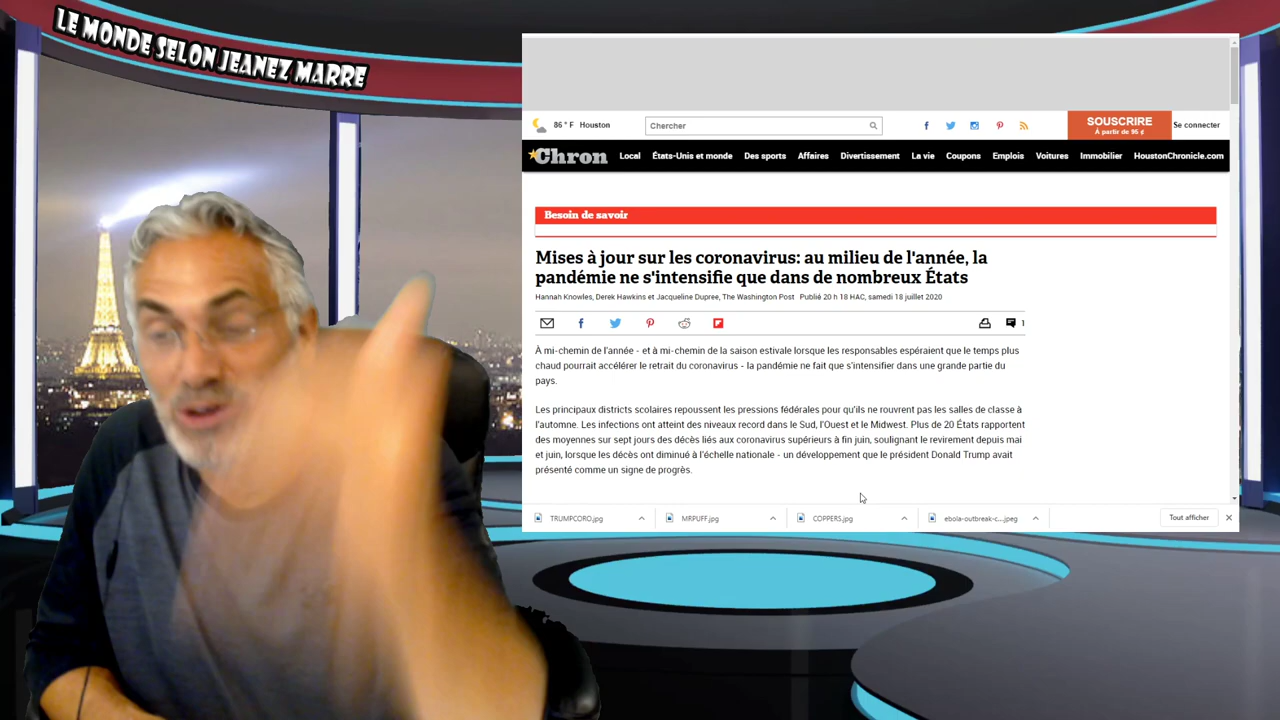 LE MONDE SELON JEANEZ MARRE
86 ° F Houston
Chercher
SOUSCRIRE
À partir de 95 ¢
Se connecter
Chron
Local États-Unis et monde Des sports Affaires Divertissement La vie Coupons Emplois Voitures Immobilier HoustonChronicle.com
Besoin de savoir
Mises à jour sur les coronavirus: au milieu de l'année, la
pandémie ne s'intensifie que dans de nombreux États
Hannah Knowles, Derek Hawkins et Jacqueline Dupree, The Washington Post Publié 20 h 18 HAC, samedi 18 juillet 2020
1
À mi-chemin de l'année - et à mi-chemin de la saison estivale lorsque les responsables espéraient que le temps plus
chaud pourrait accélérer le retrait du coronavirus - la pandémie ne fait que s'intensifier dans une grande partie du
pays.
Les principaux districts scolaires repoussent les pressions fédérales pour qu'ils ne rouvrent pas les salles de classe à
l'automne. Les infections ont atteint des niveaux record dans le Sud, l'Ouest et le Midwest. Plus de 20 États rapportent
des moyennes sur sept jours des décès liés aux coronavirus supérieurs à fin juin, soulignant le revirement depuis mai
et juin, lorsque les décès ont diminué à l'échelle nationale - un développement que le président Donald Trump avait
présenté comme un signe de progrès.
TRUMPCORO.jpg MRPUFF.jpg COPPERS.jpg ebola-outbreak-c....jpeg Tout afficher